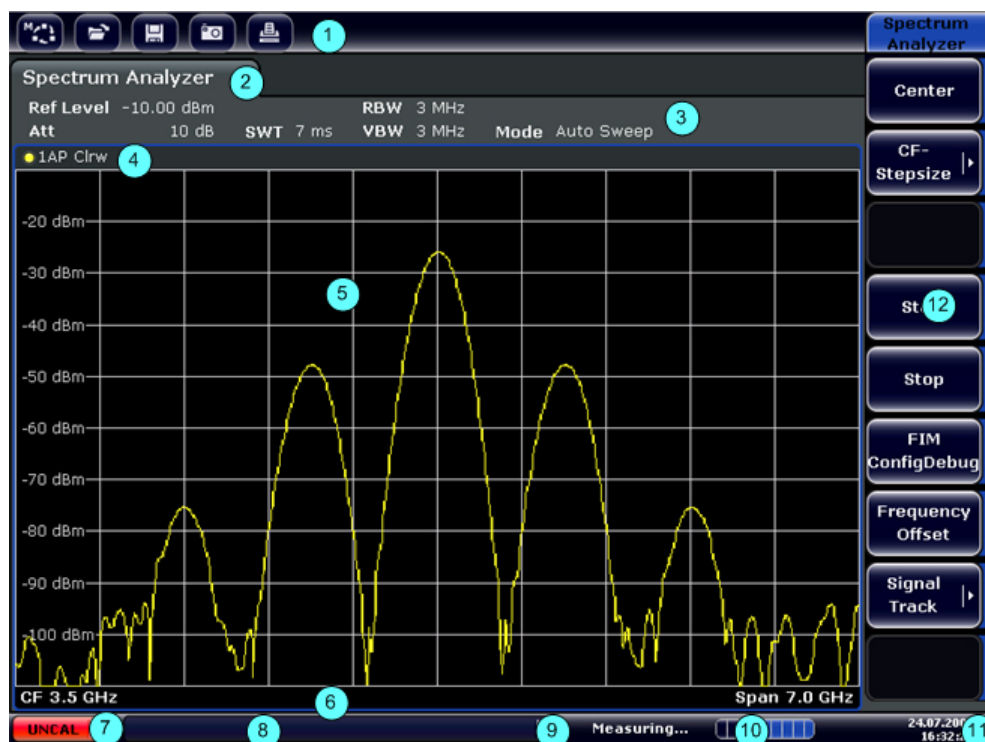 M
1
Spectrum Analyzer
Spectrum Analyzer 2
Ref Level -10.00 dBm RBW 3 MHz
Att 10 dB SWT 7 ms VBW 3 MHz Mode Auto Sweep 3
1AP Clrw 4
-20 dBm
-30 dBm
5
-40 dBm
-50 dBm
-60 dBm
-70 dBm
-80 dBm
-90 dBm
-100 dBm
CF 3.5 GHz 6 Span 7.0 GHz
UNCAL 7 8 9 Measuring... 10 11
Center
CF-
Stepsize
12
Stop
FIM
ConfigDebug
Frequency
Offset
Signal
Track